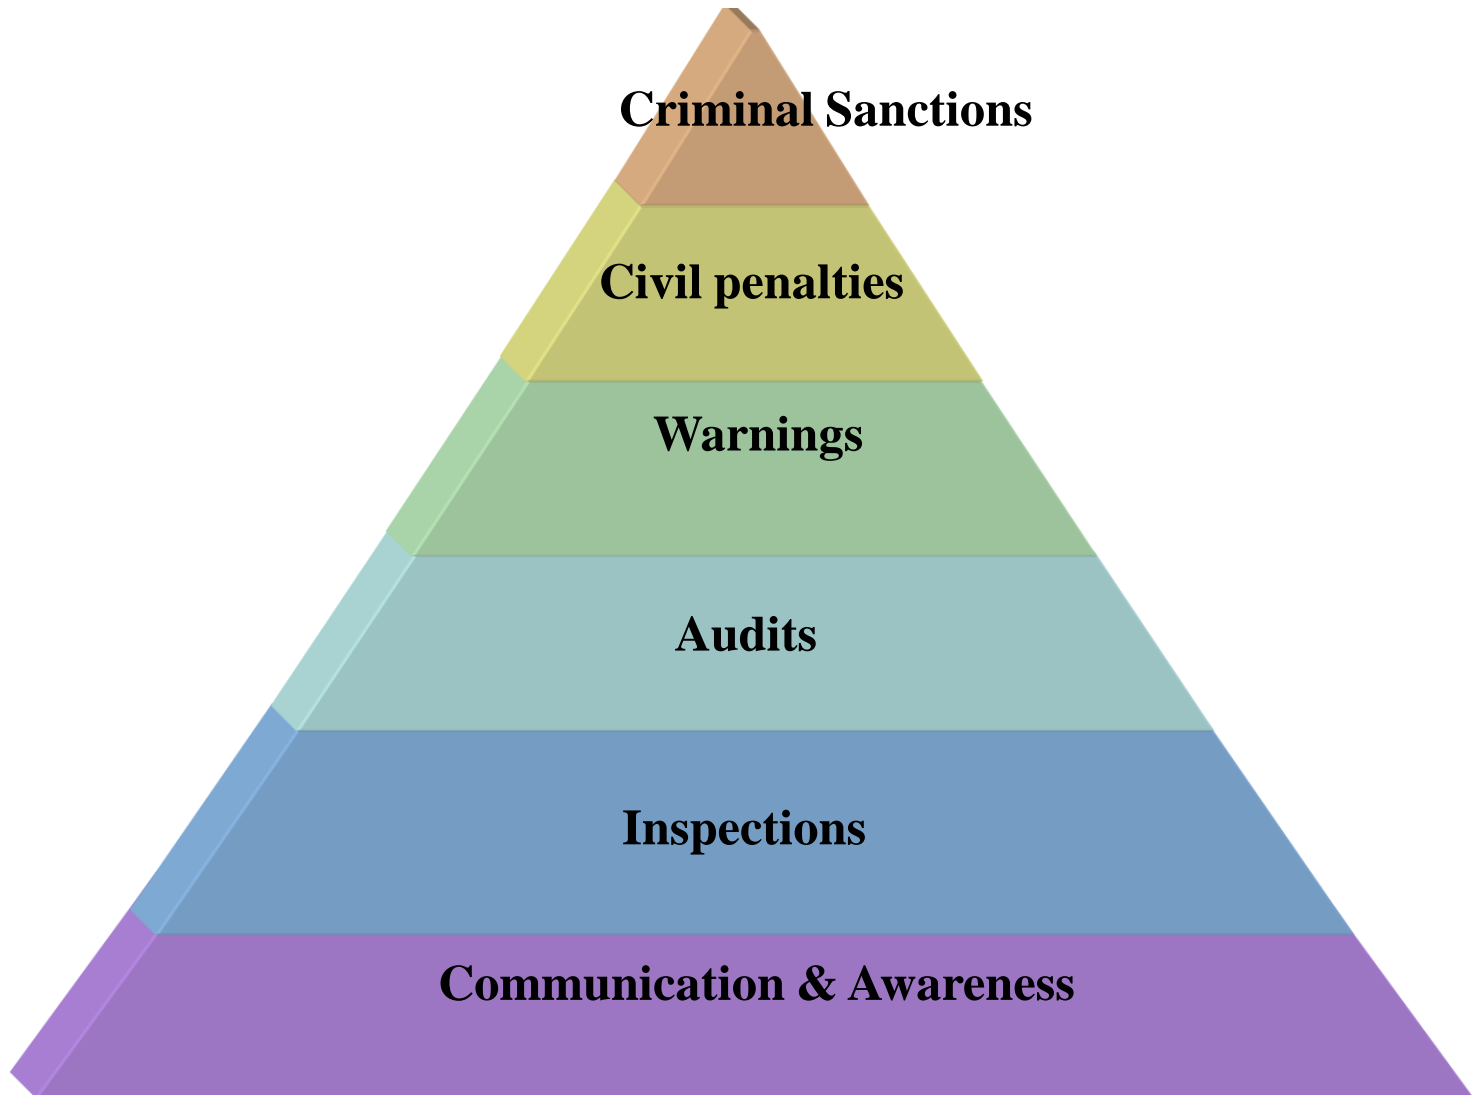 Criminal Sanctions
Civil penalties
Warnings
Audits
Inspections
Communication & Awareness